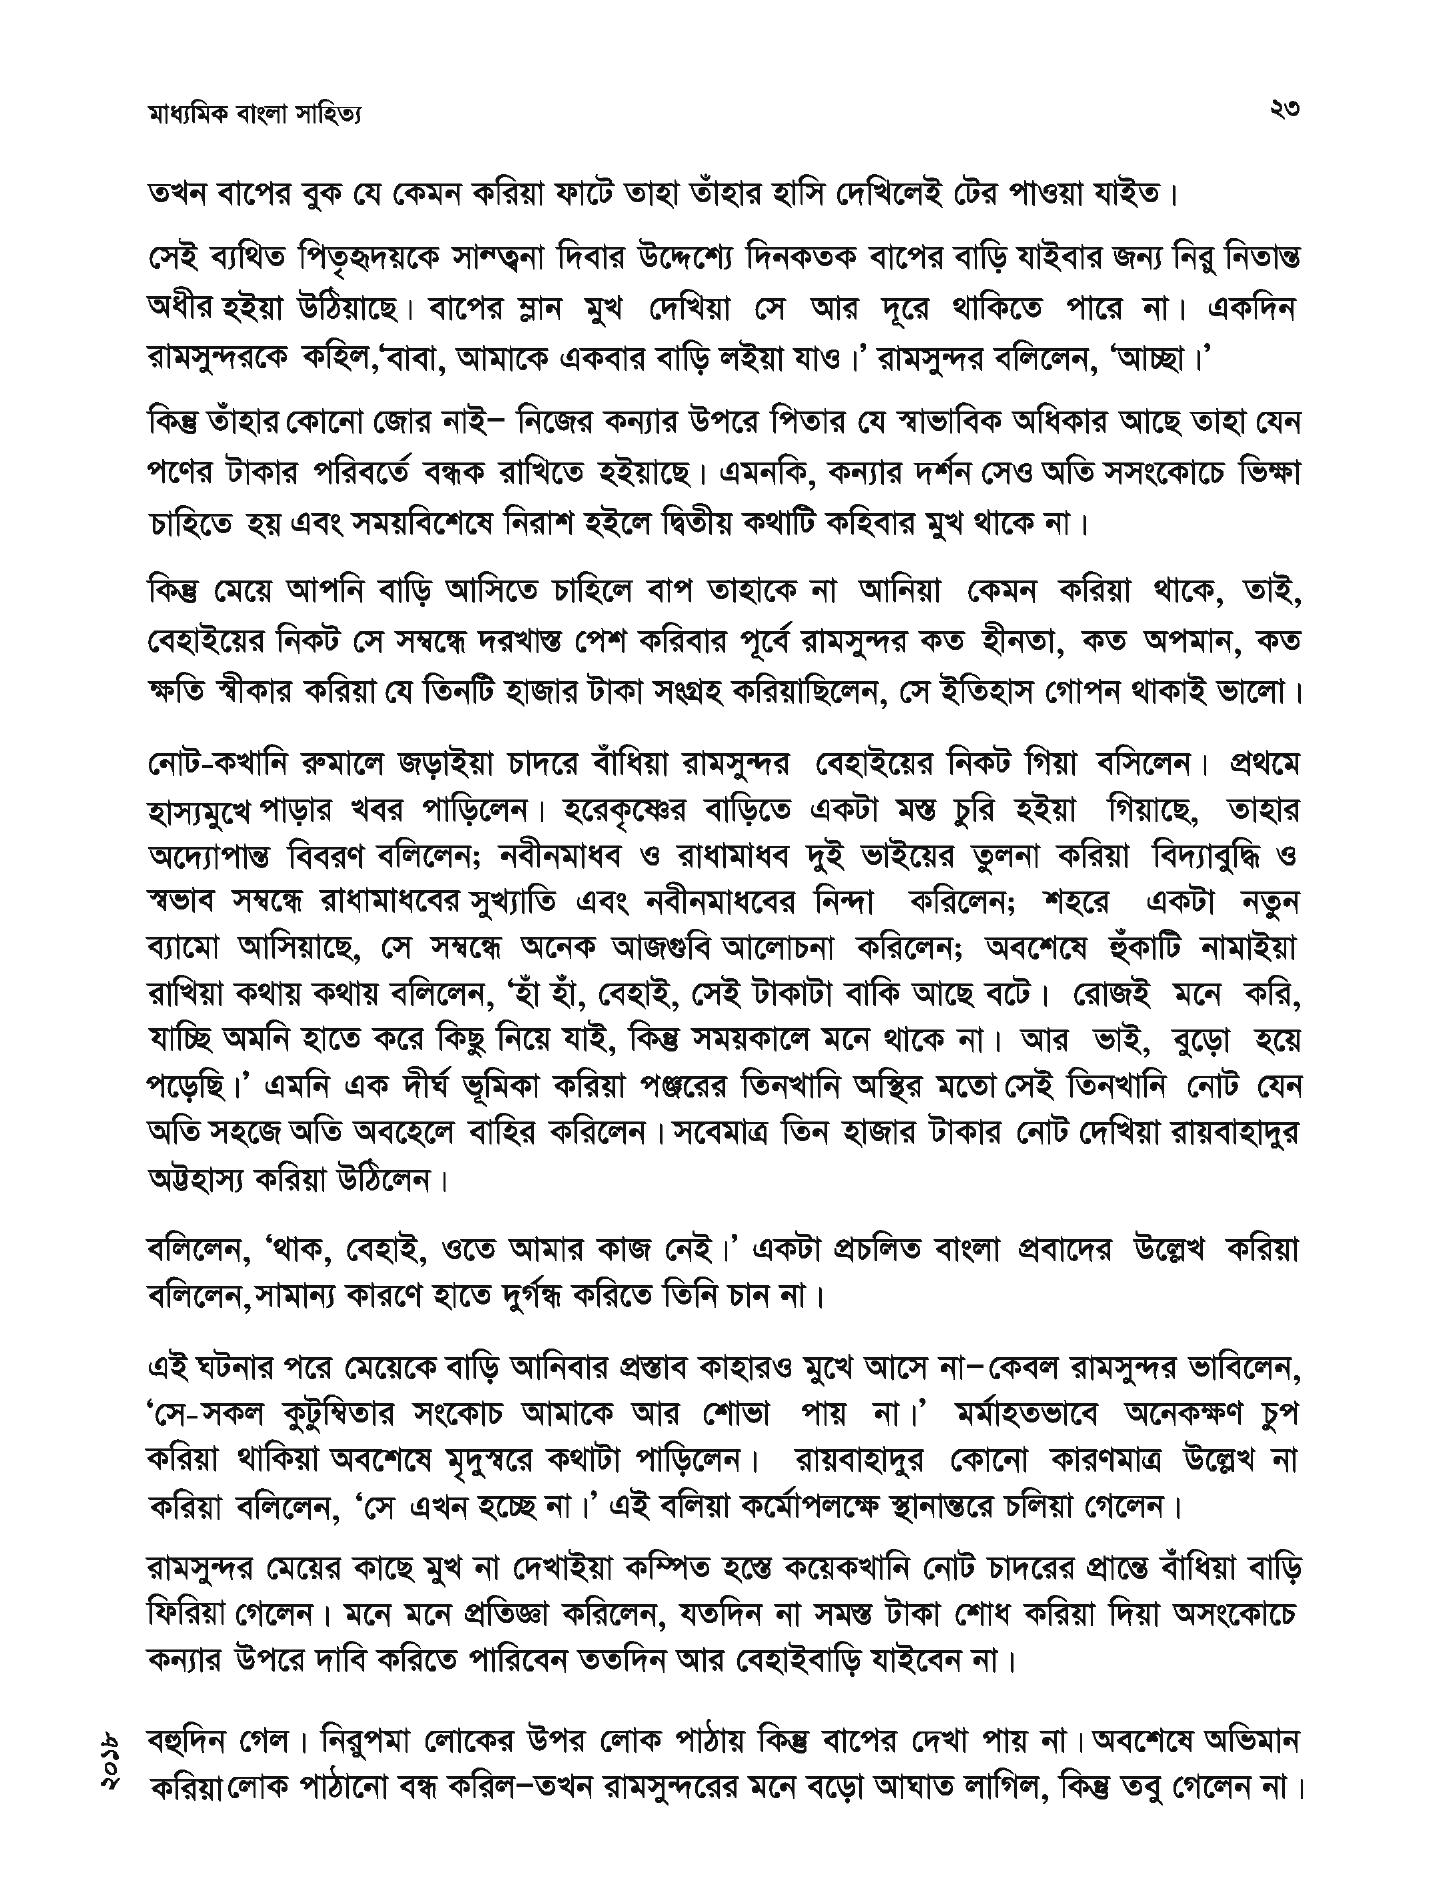 মাধ্যমিক বাংলা সাহিত্য
২৩
তখন বাপের বুক যে কেমন করিয়া ফাটে তাহা তাঁহার হাসি দেখিলেই টের পাওয়া যাইত।
সেই ব্যথিত পিতৃহৃদয়কে সান্ত্বনা দিবার উদ্দেশ্যে দিনকতক বাপের বাড়ি যাইবার জন্য নিরু নিতান্ত
অধীর হইয়া উঠিয়াছে। বাপের ম্লান মুখ দেখিয়া সে আর দূরে থাকিতে পারে না। একদিন
রামসুন্দরকে কহিল,‘বাবা, আমাকে একবার বাড়ি লইয়া যাও।’ রামসুন্দর বলিলেন, ‘আচ্ছা।’
কিন্তু তাঁহার কোনো জোর নাই– নিজের কন্যার উপরে পিতার যে স্বাভাবিক অধিকার আছে তাহা যেন
পণের টাকার পরিবর্তে বন্ধক রাখিতে হইয়াছে। এমনকি, কন্যার দর্শন সেও অতি সসংকোচে ভিক্ষা
চাহিতে হয় এবং সময়বিশেষে নিরাশ হইলে দ্বিতীয় কথাটি কহিবার মুখ থাকে না।
কিন্তু মেয়ে আপনি বাড়ি আসিতে চাহিলে বাপ তাহাকে না আনিয়া কেমন করিয়া থাকে, তাই,
বেহাইয়ের নিকট সে সম্বন্ধে দরখাস্ত পেশ করিবার পূর্বে রামসুন্দর কত হীনতা, কত অপমান, কত
ক্ষতি স্বীকার করিয়া যে তিনটি হাজার টাকা সংগ্রহ করিয়াছিলেন, সে ইতিহাস গোপন থাকাই ভালো।
নোট-কখানি রুমালে জড়াইয়া চাদরে বাঁধিয়া রামসুন্দর বেহাইয়ের নিকট গিয়া বসিলেন। প্রথমে
হাস্যমুখে পাড়ার খবর পাড়িলেন। হরেকৃষ্ণের বাড়িতে একটা মস্ত চুরি হইয়া গিয়াছে, তাহার
অদ্যোপান্ত বিবরণ বলিলেন; নবীনমাধব ও রাধামাধব দুই ভাইয়ের তুলনা করিয়া বিদ্যাবুদ্ধি ও
স্বভাব সম্বন্ধে রাধামাধবের সুখ্যাতি এবং নবীনমাধবের নিন্দা করিলেন; শহরে একটা নতুন
ব্যামো আসিয়াছে, সে সম্বন্ধে অনেক আজগুবি আলোচনা করিলেন; অবশেষে হুঁকাটি নামাইয়া
রাখিয়া কথায় কথায় বলিলেন, ‘হাঁ হাঁ, বেহাই, সেই টাকাটা বাকি আছে বটে। রোজই মনে করি,
যাচ্ছি অমনি হাতে করে কিছু নিয়ে যাই, কিন্তু সময়কালে মনে থাকে না। আর ভাই, বুড়ো হয়ে
পড়েছি।’ এমনি এক দীর্ঘ ভূমিকা করিয়া পঞ্জরের তিনখানি অস্থির মতো সেই তিনখানি নোট যেন
অতি সহজে অতি অবহেলে বাহির করিলেন। সবেমাত্র তিন হাজার টাকার নোট দেখিয়া রায়বাহাদুর
অট্টহাস্য করিয়া উঠিলেন।
বলিলেন, ‘থাক, বেহাই, ওতে আমার কাজ নেই।’ একটা প্রচলিত বাংলা প্রবাদের উল্লেখ করিয়া
বলিলেন,সামান্য কারণে হাতে দুর্গন্ধ করিতে তিনি চান না।
এই ঘটনার পরে মেয়েকে বাড়ি আনিবার প্রস্তাব কাহারও মুখে আসে না–কেবল রামসুন্দর ভাবিলেন,
‘সে-সকল কুটুম্বিতার সংকোচ আমাকে আর শোভা পায় না।’ মর্মাহতভাবে অনেকক্ষণ চুপ
করিয়া থাকিয়া অবশেষে মৃদুস্বরে কথাটা পাড়িলেন। রায়বাহাদুর কোনো কারণমাত্র উল্লেখ না
করিয়া বলিলেন, ‘সে এখন হচ্ছে না।’ এই বলিয়া কর্মোপলক্ষে স্থানান্তরে চলিয়া গেলেন।
রামসুন্দর মেয়ের কাছে মুখ না দেখাইয়া কম্পিত হস্তে কয়েকখানি নোট চাদরের প্রান্তে বাঁধিয়া বাড়ি
ফিরিয়া গেলেন। মনে মনে প্রতিজ্ঞা করিলেন, যতদিন না সমস্ত টাকা শোধ করিয়া দিয়া অসংকোচে
কন্যার উপরে দাবি করিতে পারিবেন ততদিন আর বেহাইবাড়ি যাইবেন না।
বহুদিন গেল। নিরুপমা লোকের উপর লোক পাঠায় কিন্তু বাপের দেখা পায় না। অবশেষে অভিমান
করিয়া লোক পাঠানো বন্ধ করিল–তখন রামসুন্দরের মনে বড়ো আঘাত লাগিল, কিন্তু তবু গেলেন না।
২০১৮